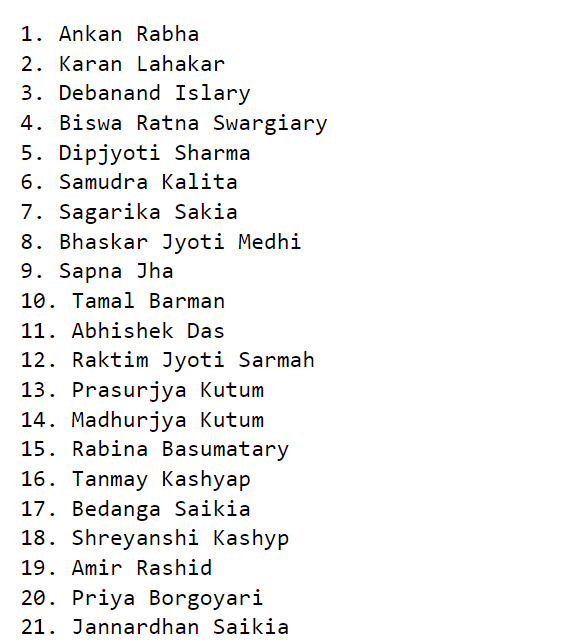 1. Ankan Rabha
2. Karan Lahakar
3. Debanand Islary
4. Biswa Ratna Swargiary
5. Dipjyoti Sharma
6. Samudra Kalita
7. Sagarika Sakia
8. Bhaskar Jyoti Medhi
9. Sapna Jha
10. Tamal Barman
11. Abhishek Das
12. Raktim Jyoti Sarmah
13. Prasurjya Kutum
14. Madhurjya Kutum
15. Rabina Basumatary
16. Tanmay Kashyap
17. Bedanga Saikia
18. Shreyanshi Kashyp
19. Amir Rashid
20. Priya Borgoyari
21. Jannardhan Saikia